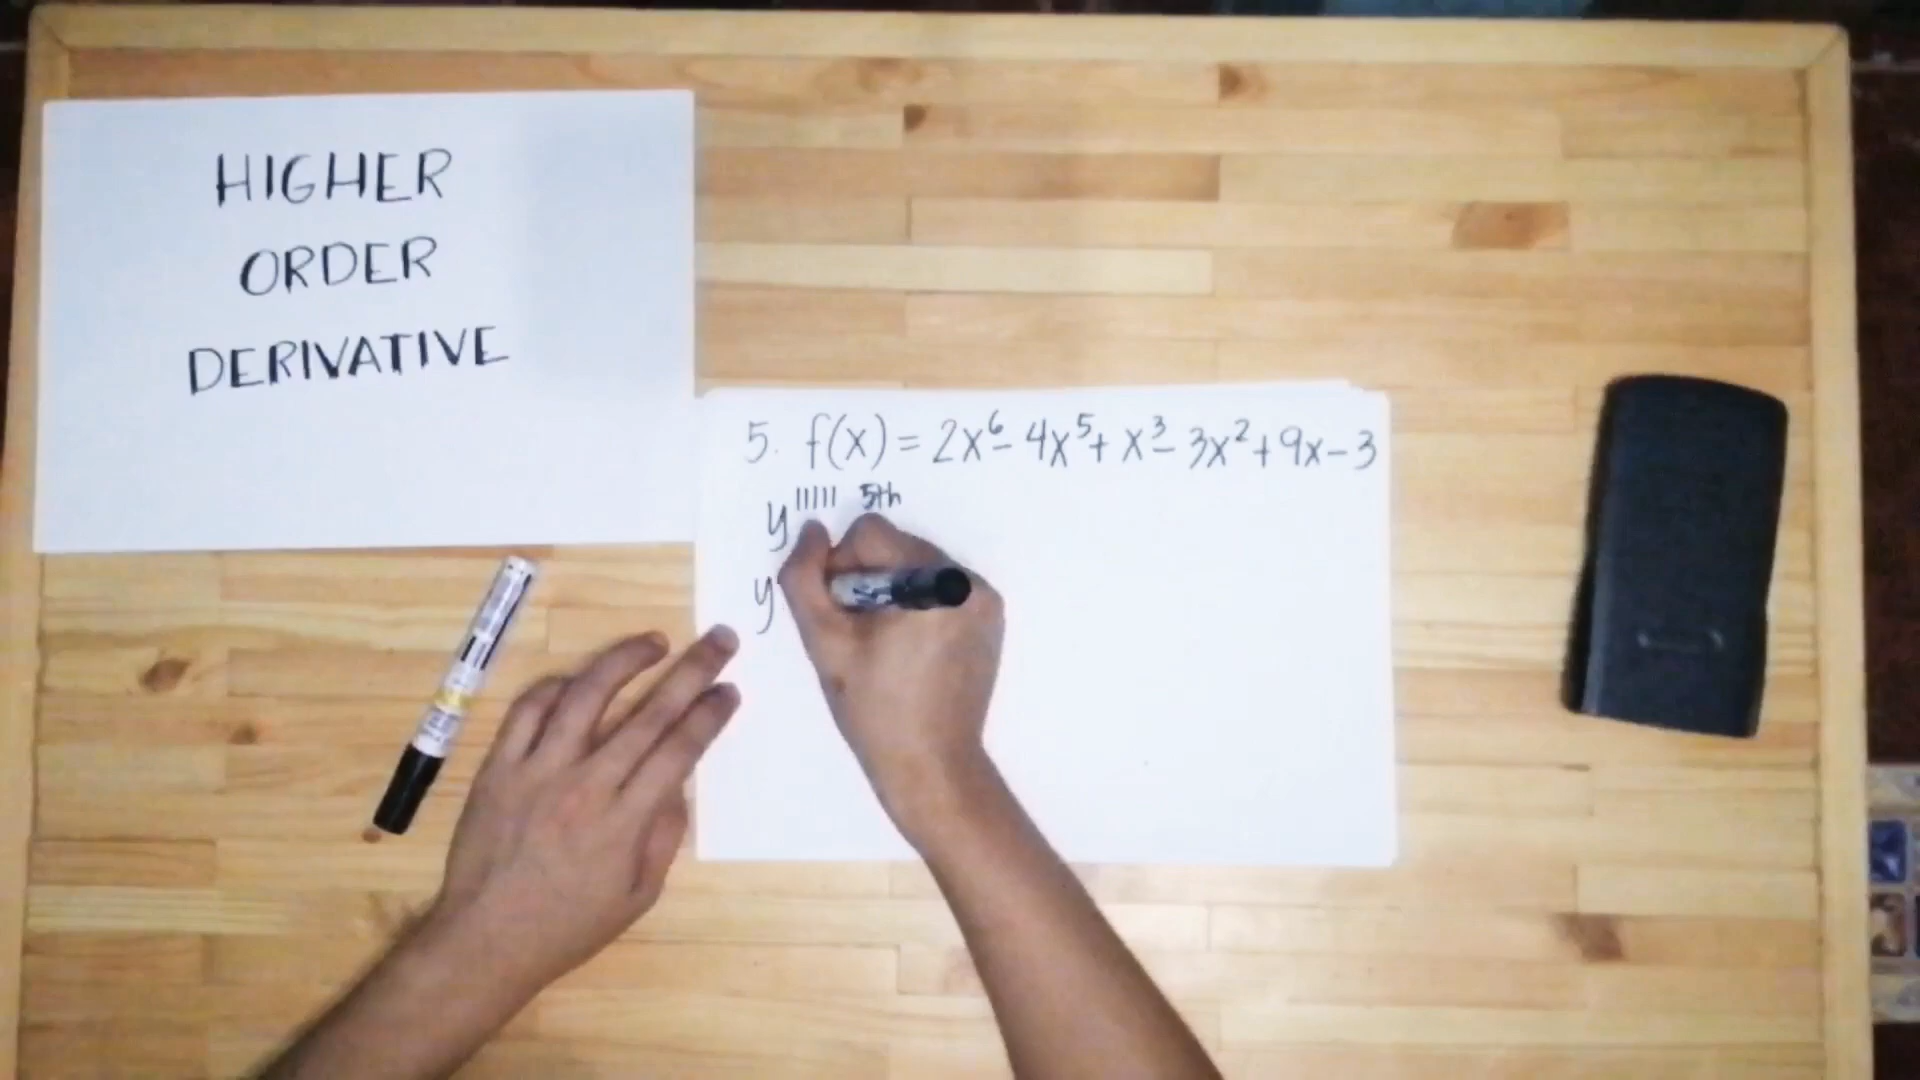 HIGHER
ORDER
DERIVATIVE
5. f(x) = 2x⁶ - 4x⁵ + x³ - 3x² + 9x - 3
y''''' 5th
y